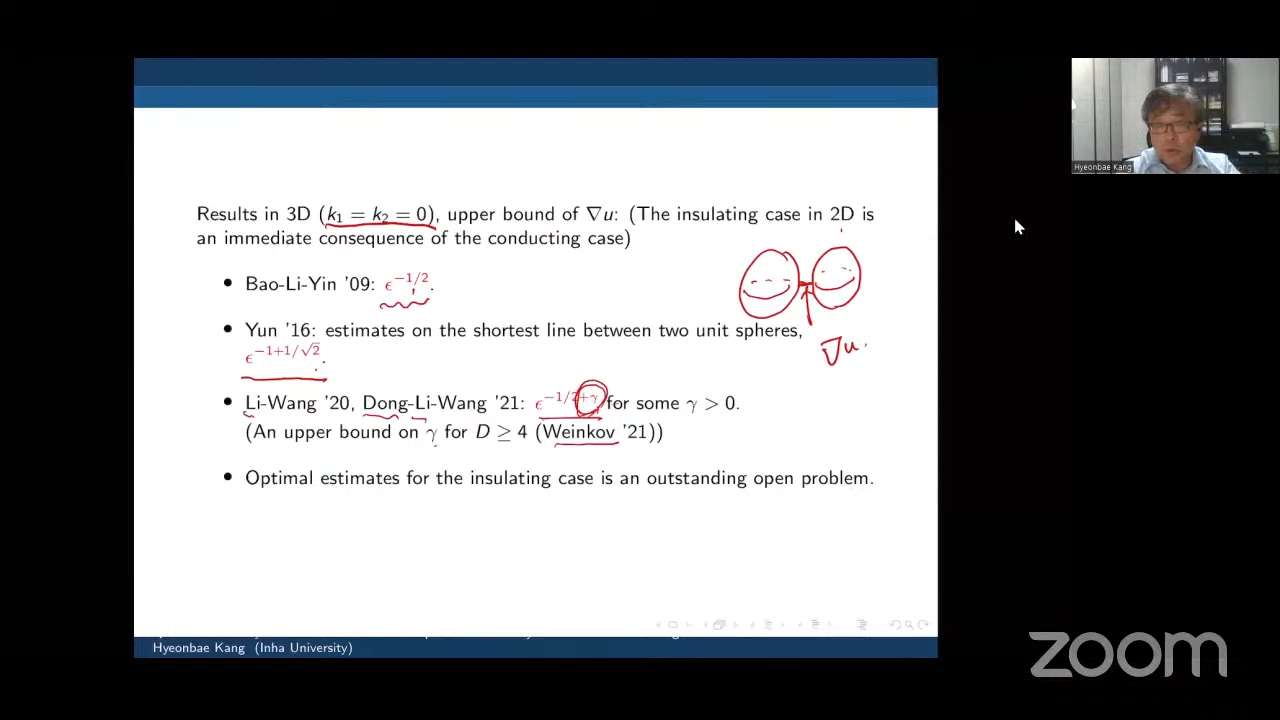 Results in 3D (k₁ = k₂ = 0), upper bound of ∇u: (The insulating case in 2D is
an immediate consequence of the conducting case)
• Bao-Li-Yin '09: ϵ^{−1/2}.
• Yun '16: estimates on the shortest line between two unit spheres,
ϵ^{−1+1/√2}.
∇u.
• Li-Wang '20, Dong-Li-Wang '21: ϵ^{−1/2+γ} for some γ > 0.
(An upper bound on γ for D ≥ 4 (Weinkov '21))
• Optimal estimates for the insulating case is an outstanding open problem.
Hyeonbae Kang (Inha University)
Hyeonbae Kang
zoom